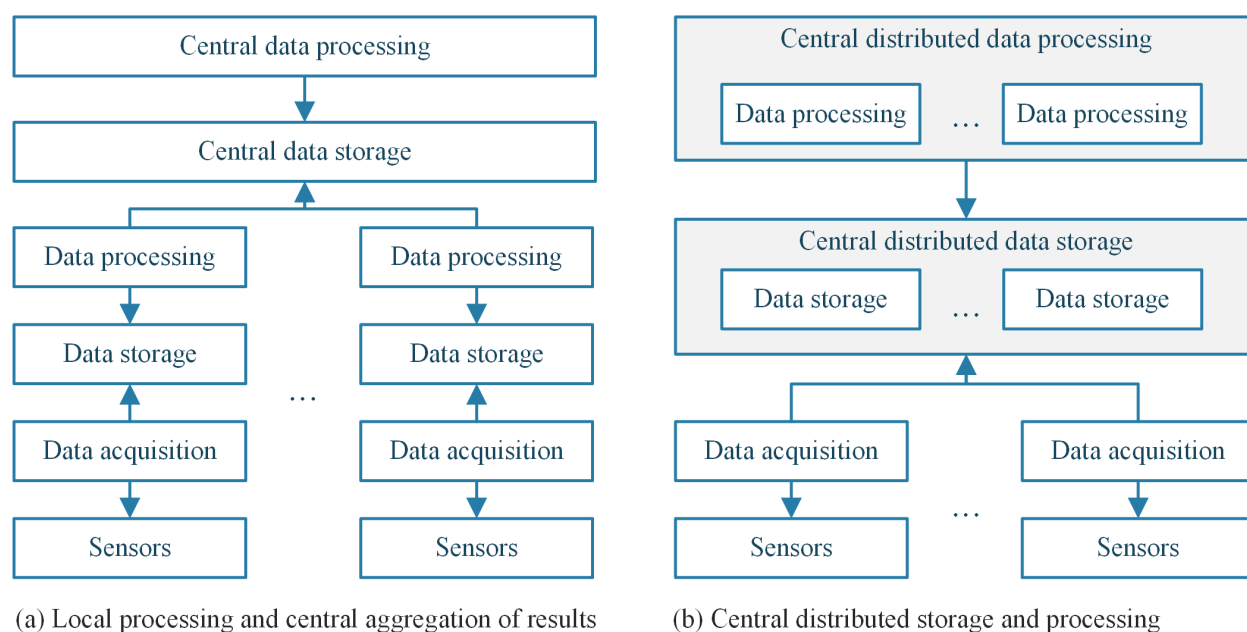 Central data processing
Central data storage
Data processing
Data processing
Data storage
Data storage
…
Data acquisition
Data acquisition
Sensors
Sensors
(a) Local processing and central aggregation of results
Central distributed data processing
Data processing
…
Data processing
Central distributed data storage
Data storage
…
Data storage
Data acquisition
Data acquisition
…
Sensors
Sensors
(b) Central distributed storage and processing